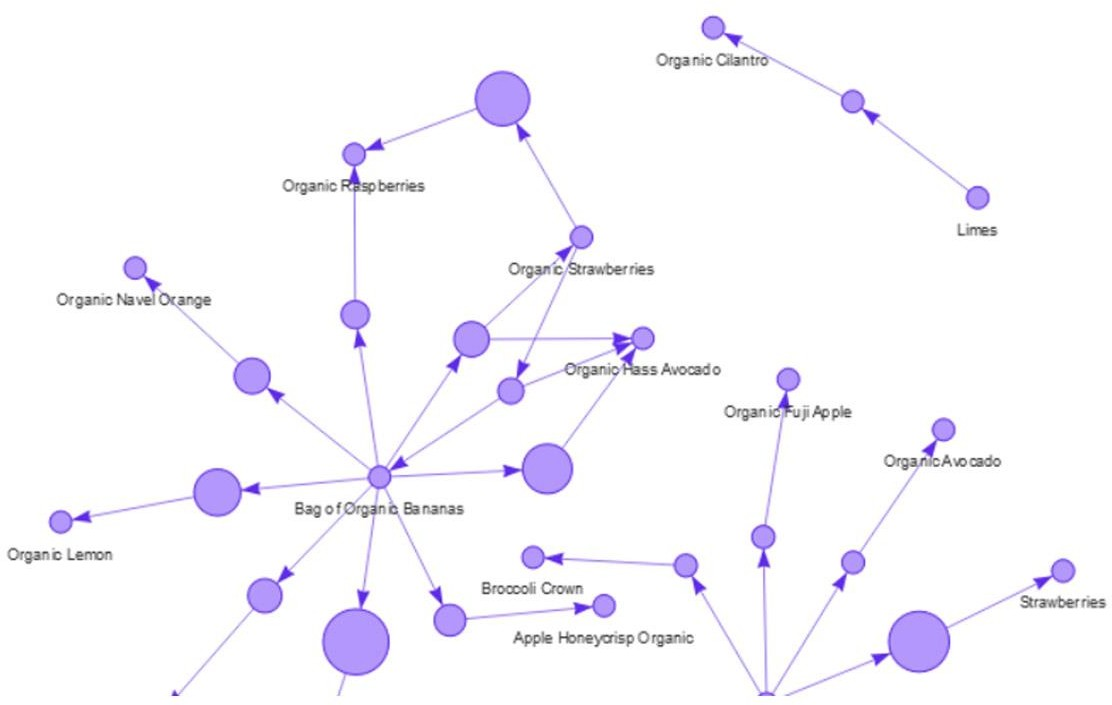 Organic Cilantro
Organic Raspberries
Limes
Organic Strawberries
Organic Navel Orange
Organic Hass Avocado
Organic Fuji Apple
Organic Avocado
Bag of Organic Bananas
Organic Lemon
Broccoli Crown
Strawberries
Apple Honeycrisp Organic